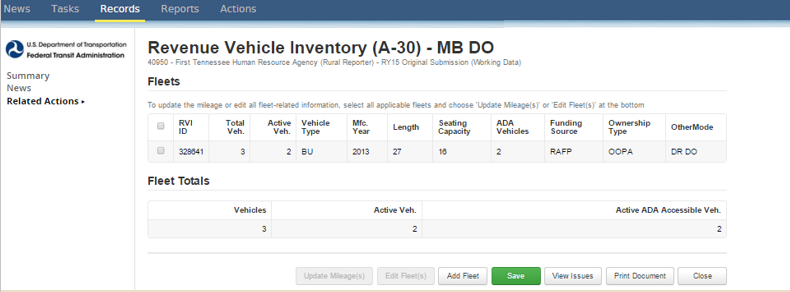 News Tasks Records Reports Actions
U.S. Department of Transportation
Federal Transit Administration
Summary
News
Related Actions ▸
Revenue Vehicle Inventory (A-30) - MB DO
40950 - First Tennessee Human Resource Agency (Rural Reporter) - RY15 Original Submission (Working Data)
Fleets
To update the mileage or edit all fleet-related information, select all applicable fleets and choose 'Update Mileage(s)' or 'Edit Fleet(s)' at the bottom
RVI ID Total Veh. Active Veh. Vehicle Type Mfc. Year Length Seating Capacity ADA Vehicles Funding Source Ownership Type OtherMode
328641 3 2 BU 2013 27 16 2 RAFP OOPA DR DO
Fleet Totals
Vehicles Active Veh. Active ADA Accessible Veh.
3 2 2
Update Mileage(s) Edit Fleet(s) Add Fleet Save View Issues Print Document Close